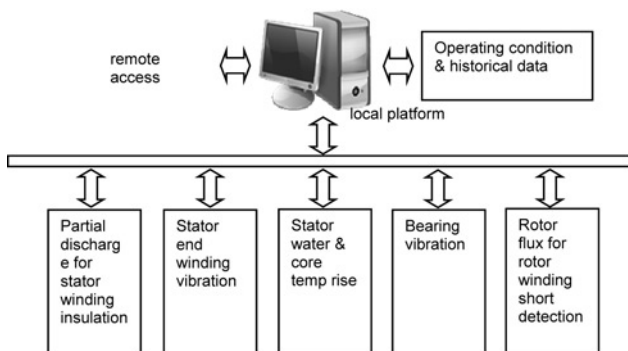 remote
access
Operating condition
& historical data
local platform
Partial
discharg
e for
stator
winding
insulation
Stator
end
winding
vibration
Stator
water &
core
temp rise
Bearing
vibration
Rotor
flux for
rotor
winding
short
detection